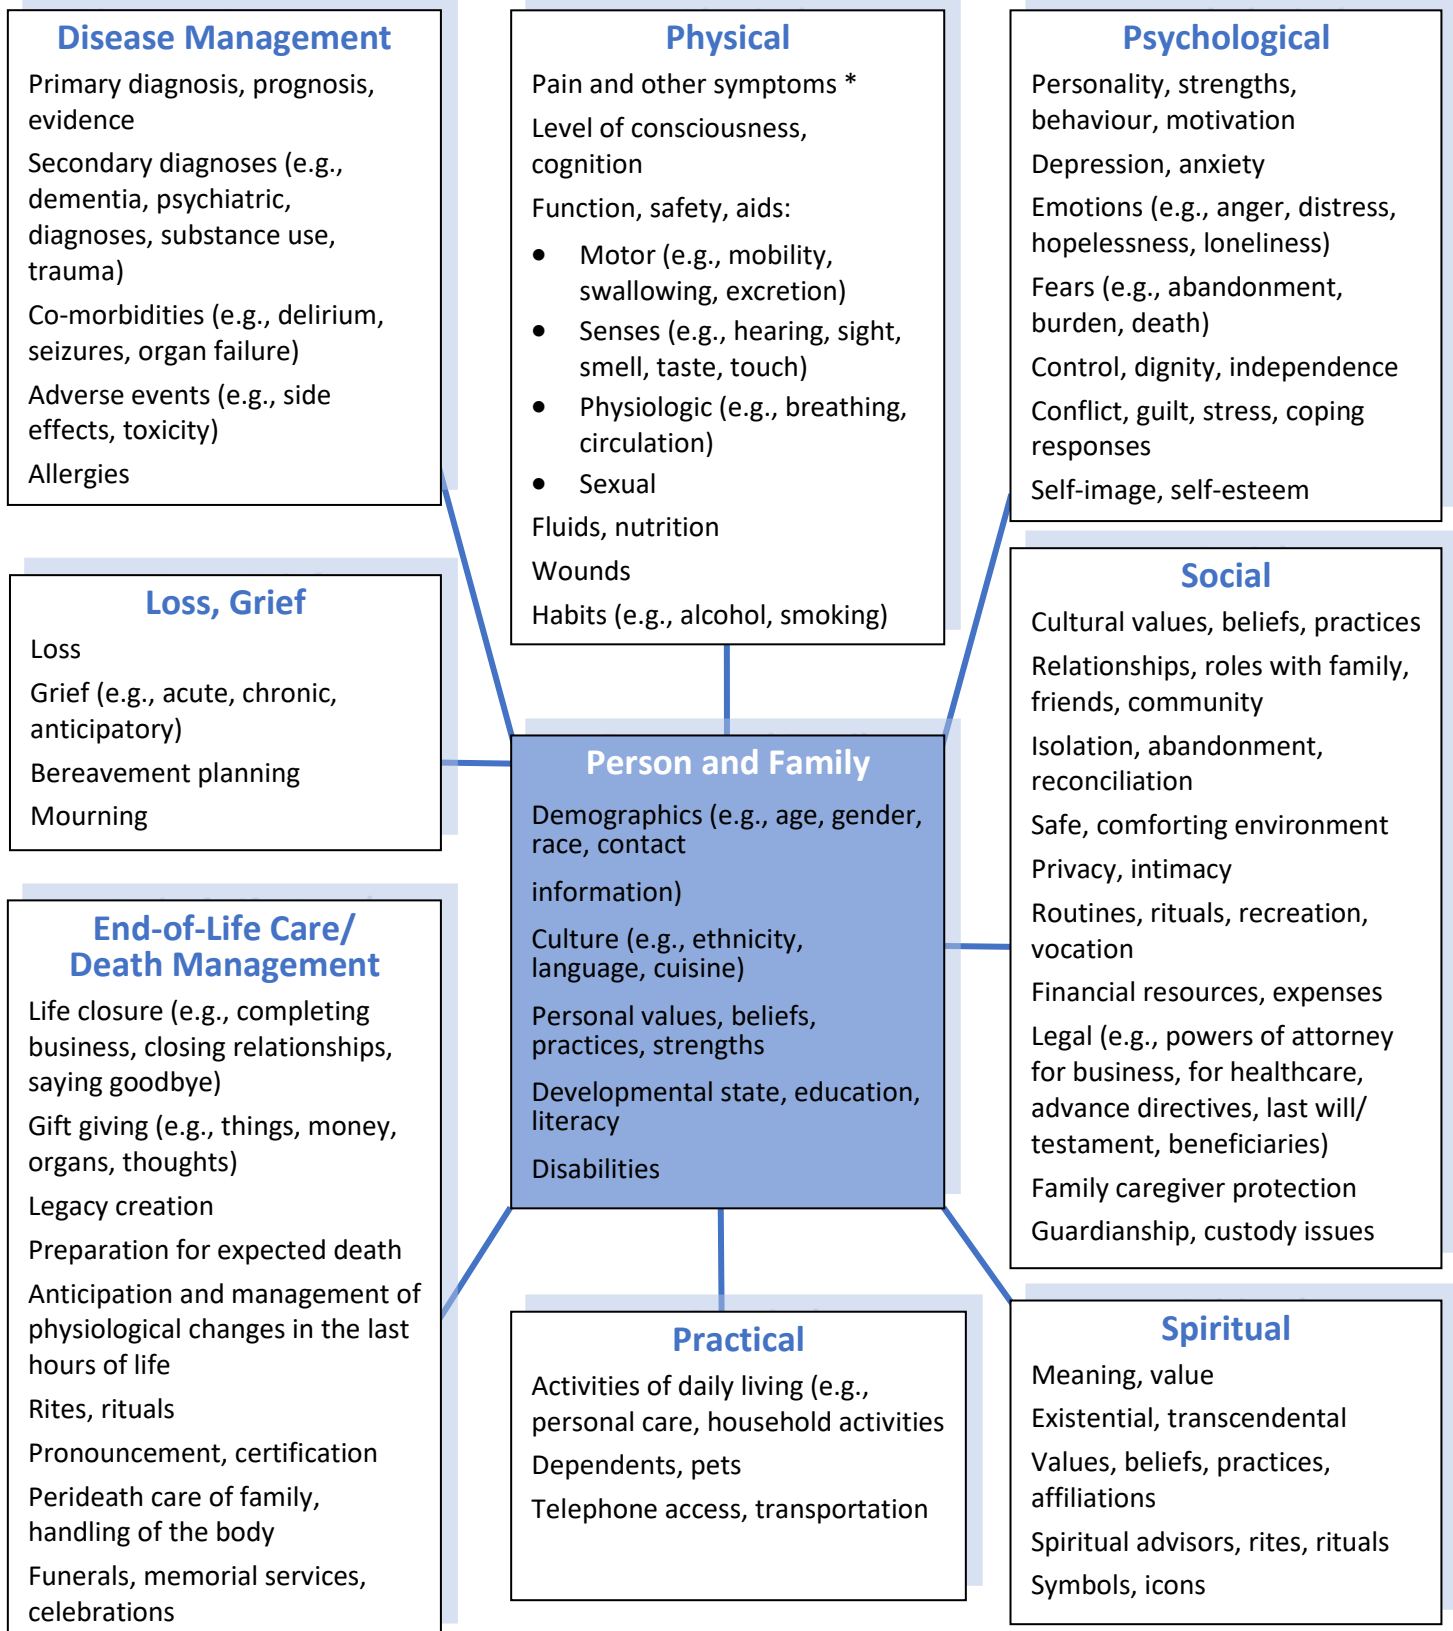 Disease Management
Primary diagnosis, prognosis,
evidence
Secondary diagnoses (e.g.,
dementia, psychiatric,
diagnoses, substance use,
trauma)
Co-morbidities (e.g., delirium,
seizures, organ failure)
Adverse events (e.g., side
effects, toxicity)
Allergies
Physical
Pain and other symptoms *
Level of consciousness,
cognition
Function, safety, aids:
• Motor (e.g., mobility,
swallowing, excretion)
• Senses (e.g., hearing, sight,
smell, taste, touch)
• Physiologic (e.g., breathing,
circulation)
• Sexual
Fluids, nutrition
Wounds
Habits (e.g., alcohol, smoking)
Psychological
Personality, strengths,
behaviour, motivation
Depression, anxiety
Emotions (e.g., anger, distress,
hopelessness, loneliness)
Fears (e.g., abandonment,
burden, death)
Control, dignity, independence
Conflict, guilt, stress, coping
responses
Self-image, self-esteem
Loss, Grief
Loss
Grief (e.g., acute, chronic,
anticipatory)
Bereavement planning
Mourning
Person and Family
Demographics (e.g., age, gender,
race, contact
information)
Culture (e.g., ethnicity,
language, cuisine)
Personal values, beliefs,
practices, strengths
Developmental state, education,
literacy
Disabilities
Social
Cultural values, beliefs, practices
Relationships, roles with family,
friends, community
Isolation, abandonment,
reconciliation
Safe, comforting environment
Privacy, intimacy
Routines, rituals, recreation,
vocation
Financial resources, expenses
Legal (e.g., powers of attorney
for business, for healthcare,
advance directives, last will/
testament, beneficiaries)
Family caregiver protection
Guardianship, custody issues
End-of-Life Care/
Death Management
Life closure (e.g., completing
business, closing relationships,
saying goodbye)
Gift giving (e.g., things, money,
organs, thoughts)
Legacy creation
Preparation for expected death
Anticipation and management of
physiological changes in the last
hours of life
Rites, rituals
Pronouncement, certification
Perideath care of family,
handling of the body
Funerals, memorial services,
celebrations
Practical
Activities of daily living (e.g.,
personal care, household activities
Dependents, pets
Telephone access, transportation
Spiritual
Meaning, value
Existential, transcendental
Values, beliefs, practices,
affiliations
Spiritual advisors, rites, rituals
Symbols, icons